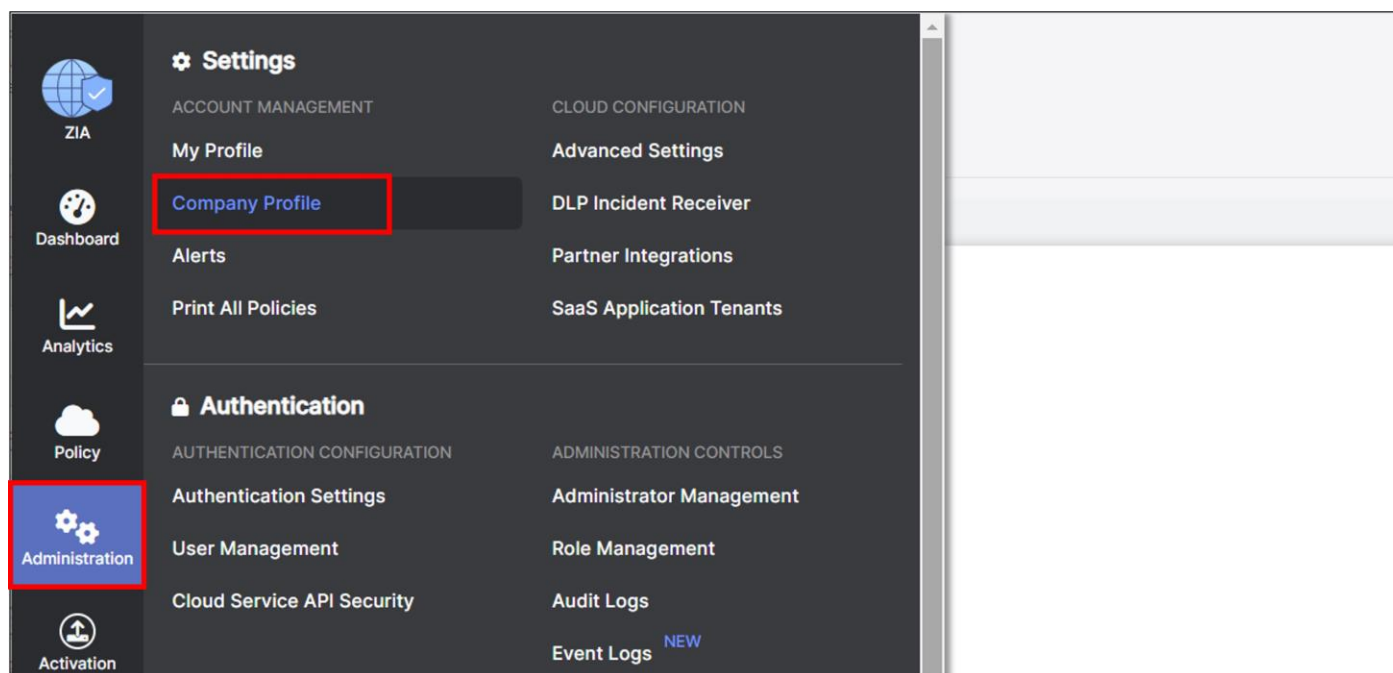 ZIA
Dashboard
Analytics
Policy
Administration
Activation
Settings
ACCOUNT MANAGEMENT
My Profile
Company Profile
Alerts
Print All Policies
CLOUD CONFIGURATION
Advanced Settings
DLP Incident Receiver
Partner Integrations
SaaS Application Tenants
Authentication
AUTHENTICATION CONFIGURATION
Authentication Settings
User Management
Cloud Service API Security
ADMINISTRATION CONTROLS
Administrator Management
Role Management
Audit Logs
Event Logs NEW